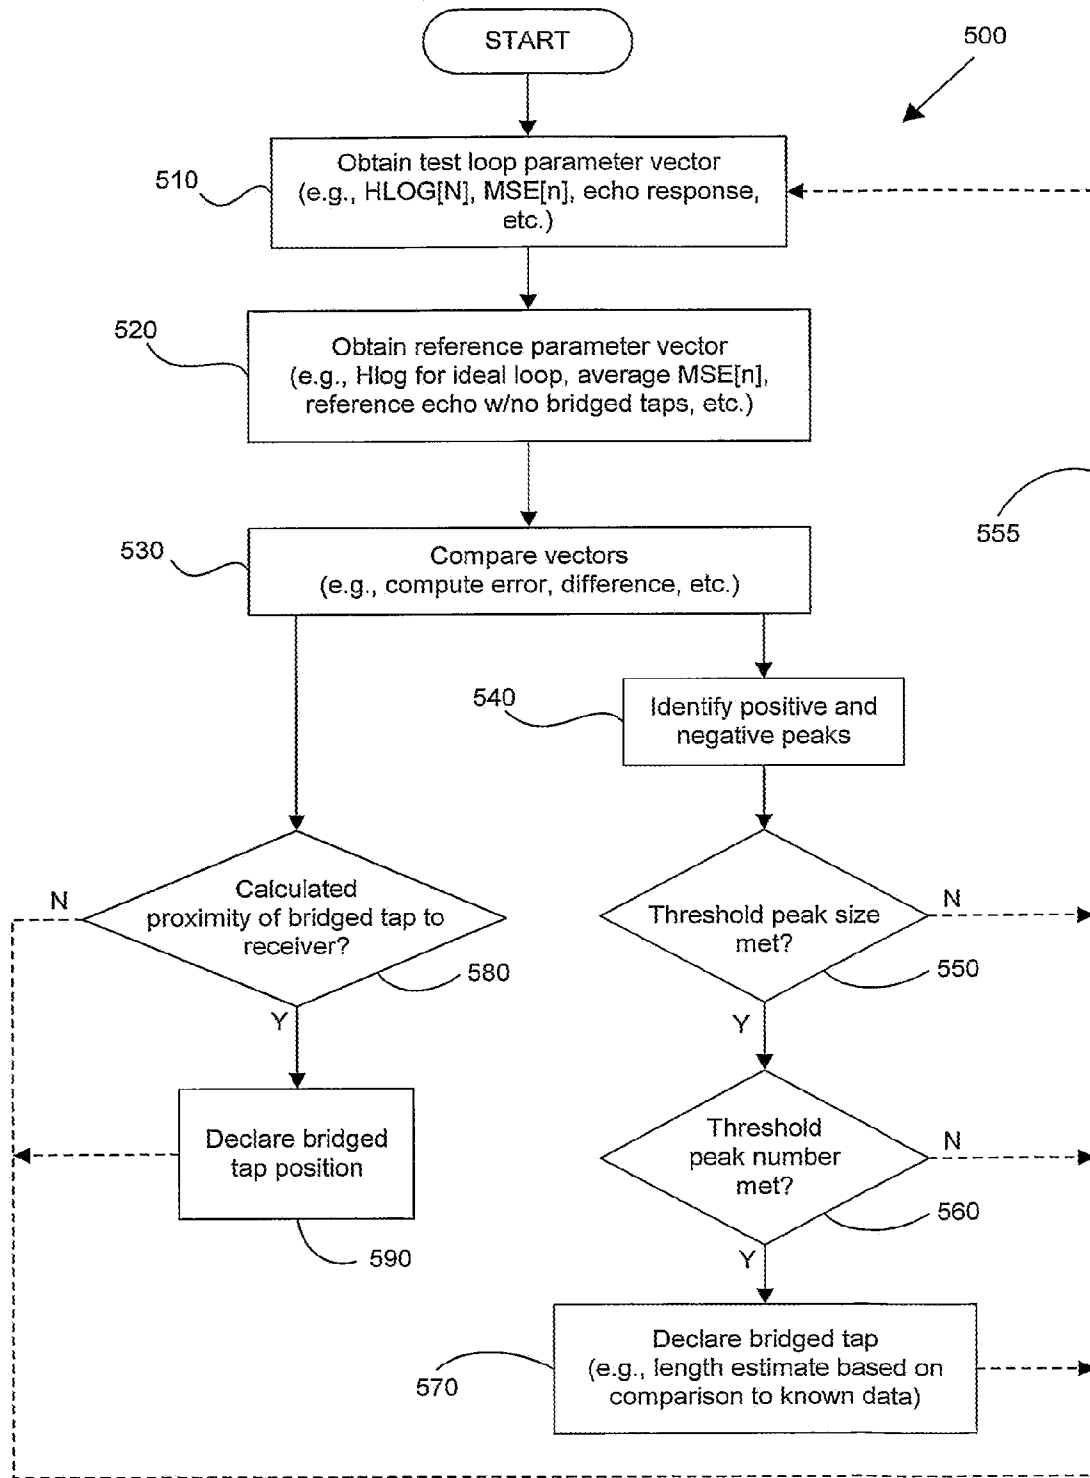 START
500
510
Obtain test loop parameter vector
(e.g., HLOG[N], MSE[n], echo response,
etc.)
520
Obtain reference parameter vector
(e.g., Hlog for ideal loop, average MSE[n],
reference echo w/no bridged taps, etc.)
555
530
Compare vectors
(e.g., compute error, difference, etc.)
540
Identify positive and
negative peaks
N
Calculated
proximity of bridged tap to
receiver?
580
Y
Threshold peak size
met?
N
550
Y
Declare bridged
tap position
590
Threshold
peak number
met?
N
560
Y
570
Declare bridged tap
(e.g., length estimate based on
comparison to known data)